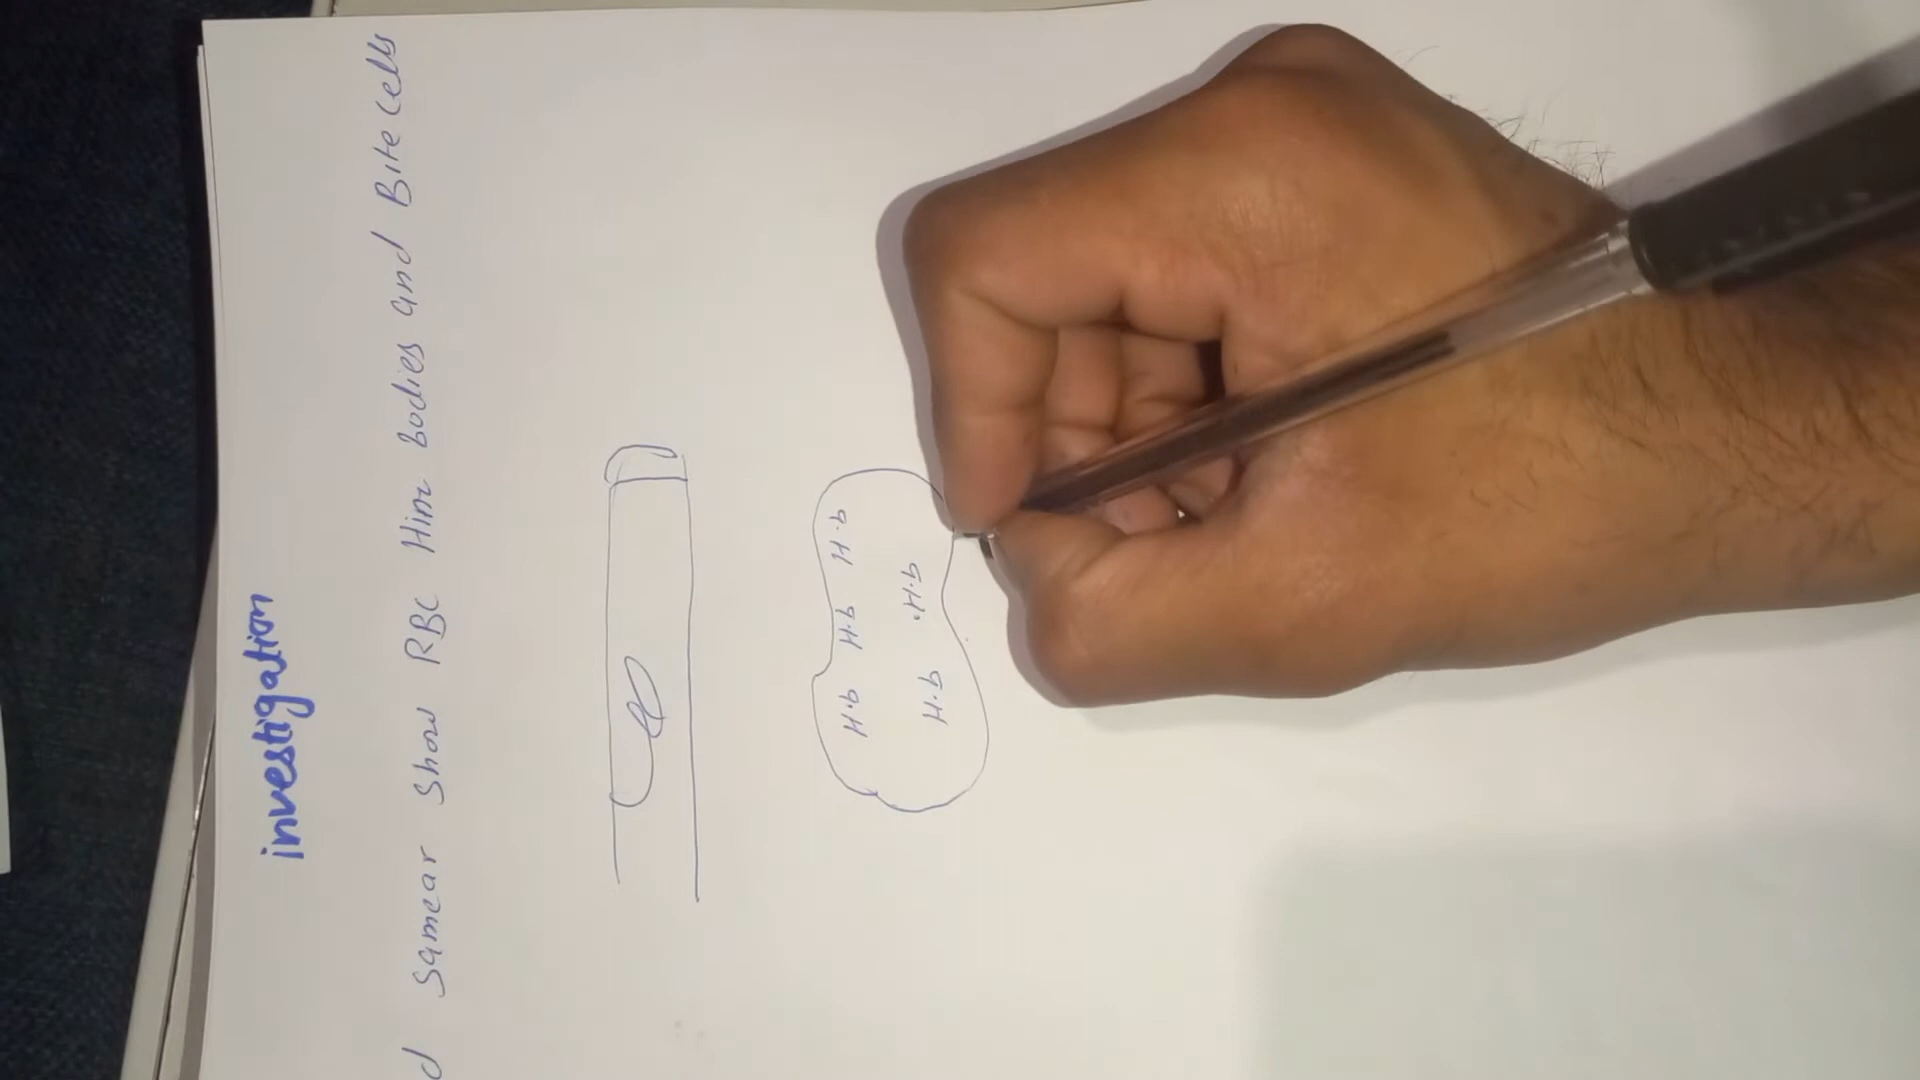 investigation
d Samear Show RBC Hinz bodies and Bite Cells
H.b H.b H.b
H.b H.b